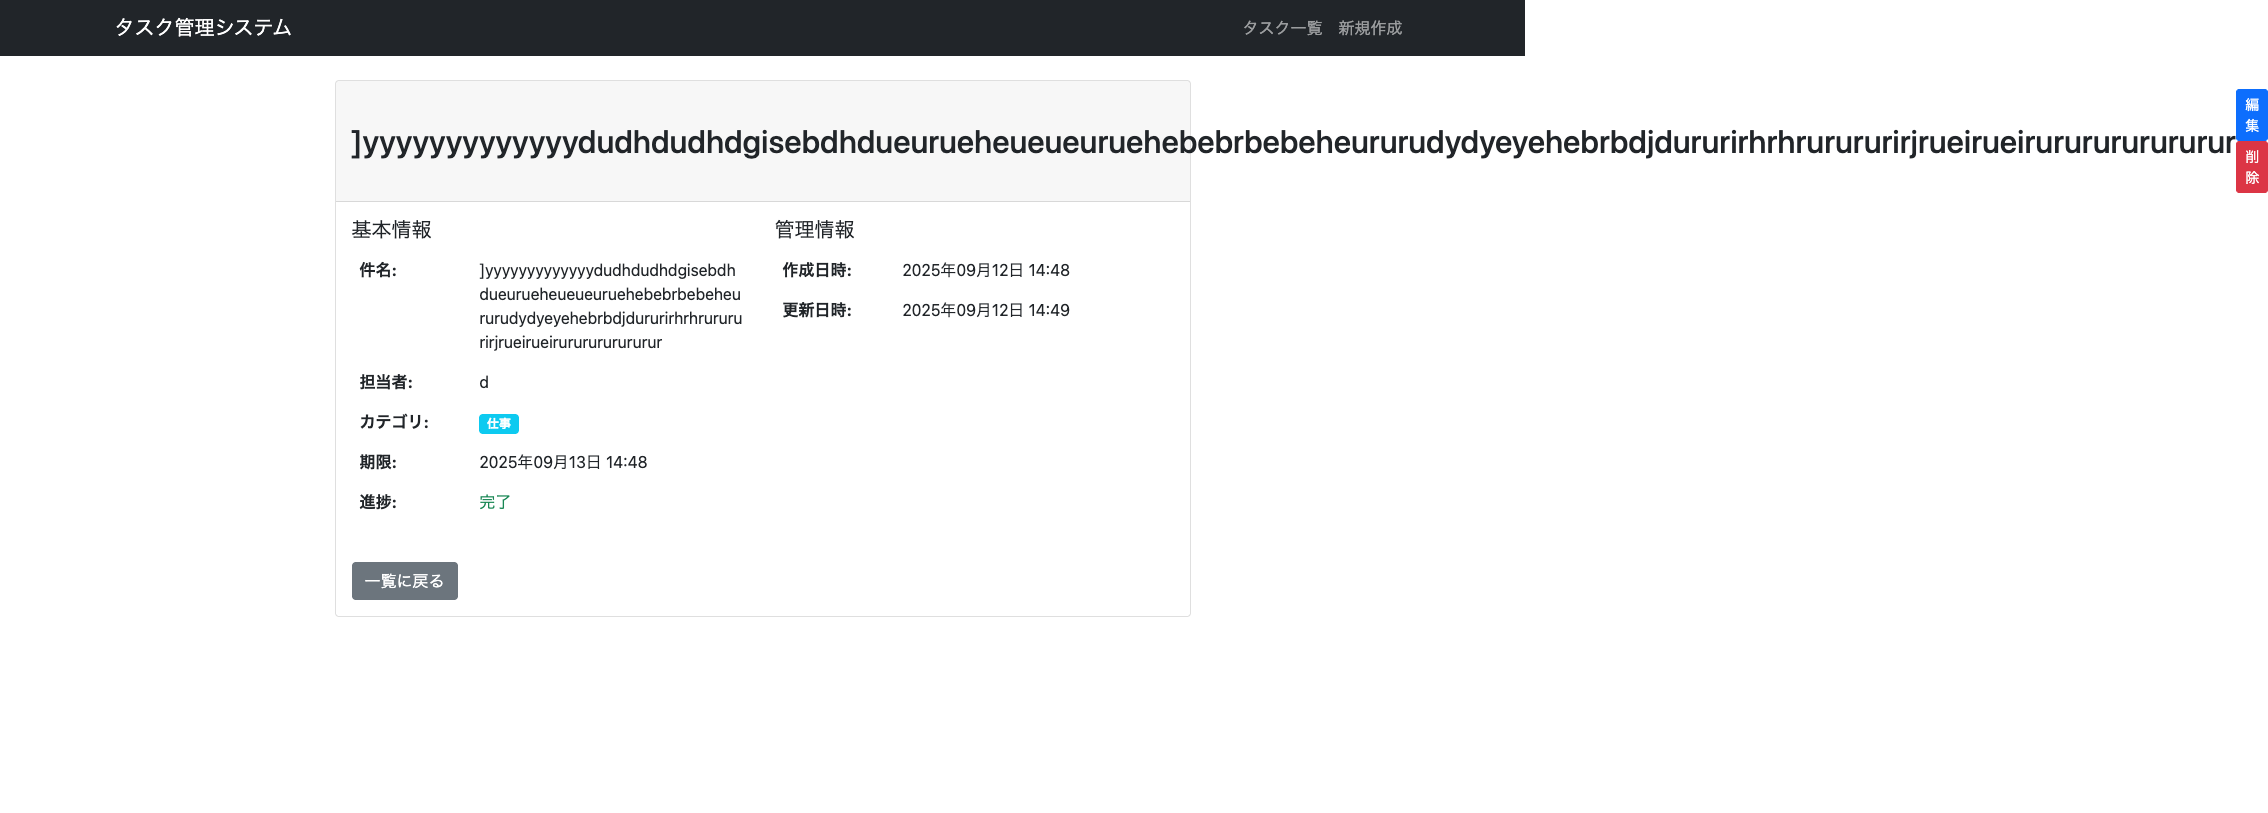 タスク管理システム
タスク一覧 新規作成
]yyyyyyyyyyyyydudhdudhdgisebdhdueurueheueueuruehebebrbebeheururudydyeyehebrbdjdururirhrhrurururirjrueirueirurururururur
編集
削除
基本情報
件名:
]yyyyyyyyyyyyydudhdudhdgisebdh
dueurueheueueuruehebebrbebeheu
rurudydyeyehebrbdjdururirhrhrururu
rirjrueirueirurururururur
担当者:
d
カテゴリ:
仕事
期限:
2025年09月13日 14:48
進捗:
完了
管理情報
作成日時:
2025年09月12日 14:48
更新日時:
2025年09月12日 14:49
一覧に戻る